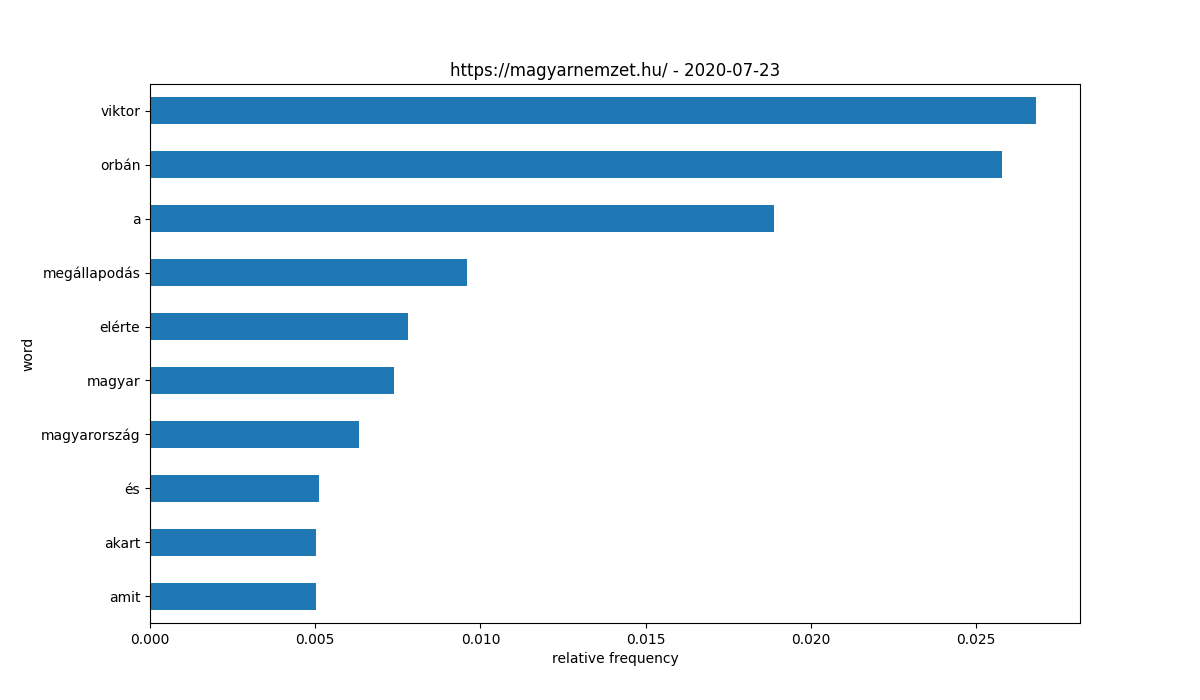 https://magyarnemzet.hu/ - 2020-07-23
viktor
orbán
a
megállapodás
elérte
magyar
magyarország
és
akart
amit
word
0.000 0.005 0.010 0.015 0.020 0.025
relative frequency